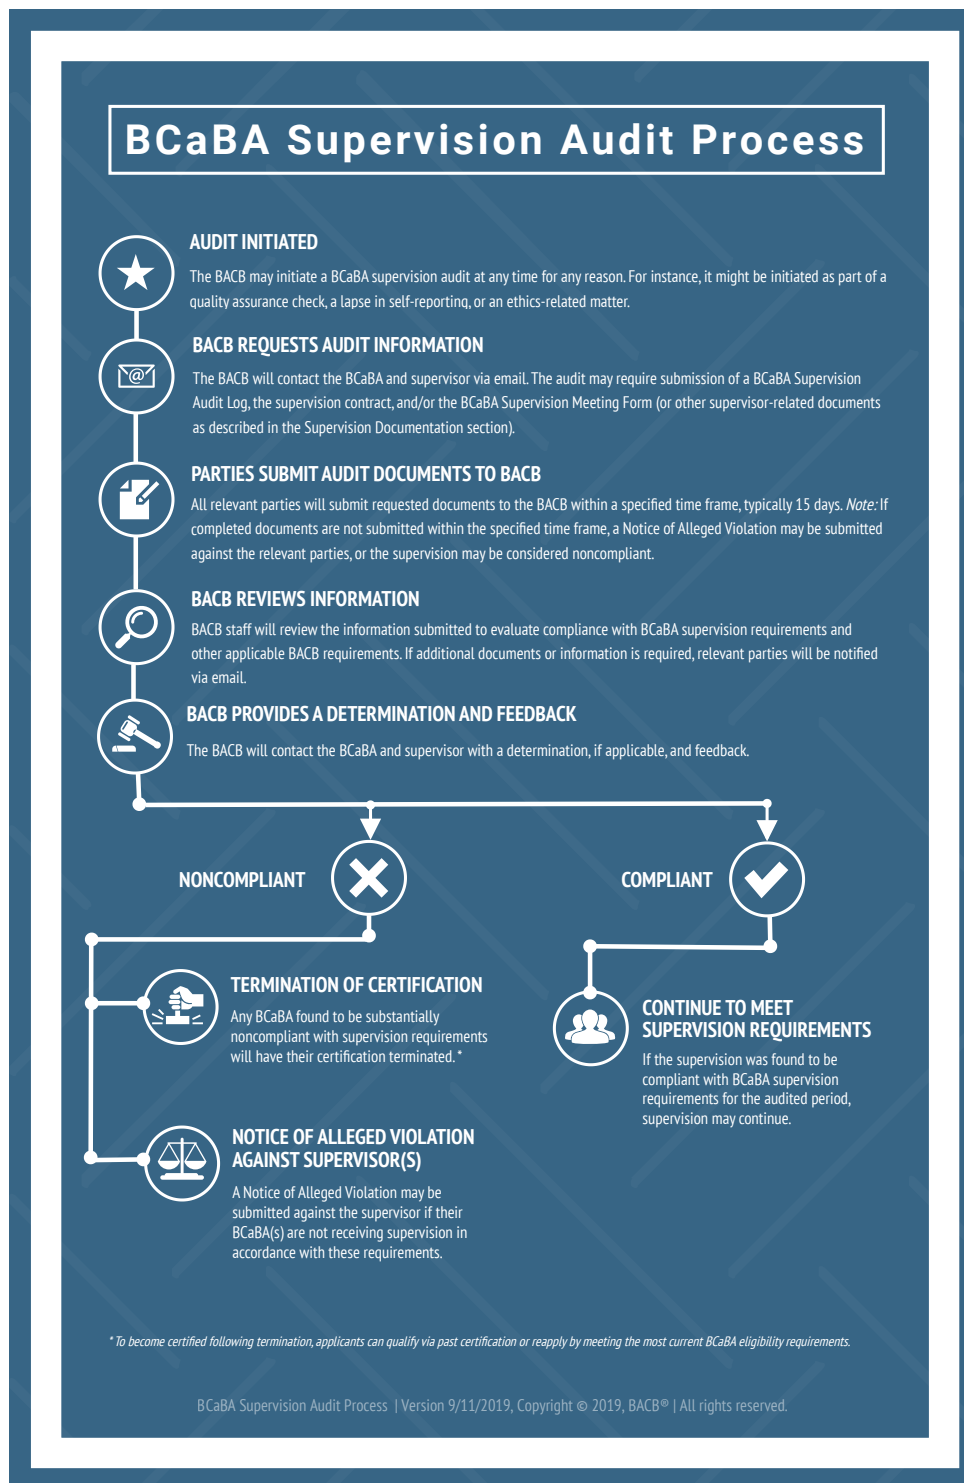 BCaBA Supervision Audit Process
AUDIT INITIATED
The BACB may initiate a BCaBA supervision audit at any time for any reason. For instance, it might be initiated as part of a
quality assurance check, a lapse in self-reporting, or an ethics-related matter.
BACB REQUESTS AUDIT INFORMATION
The BACB will contact the BCaBA and supervisor via email. The audit may require submission of a BCaBA Supervision
Audit Log, the supervision contract, and/or the BCaBA Supervision Meeting Form (or other supervisor-related documents
as described in the Supervision Documentation section).
PARTIES SUBMIT AUDIT DOCUMENTS TO BACB
All relevant parties will submit requested documents to the BACB within a specified time frame, typically 15 days. Note: If
completed documents are not submitted within the specified time frame, a Notice of Alleged Violation may be submitted
against the relevant parties, or the supervision may be considered noncompliant.
BACB REVIEWS INFORMATION
BACB staff will review the information submitted to evaluate compliance with BCaBA supervision requirements and
other applicable BACB requirements. If additional documents or information is required, relevant parties will be notified
via email.
BACB PROVIDES A DETERMINATION AND FEEDBACK
The BACB will contact the BCaBA and supervisor with a determination, if applicable, and feedback.
NONCOMPLIANT
COMPLIANT
TERMINATION OF CERTIFICATION
Any BCaBA found to be substantially
noncompliant with supervision requirements
will have their certification terminated. *
NOTICE OF ALLEGED VIOLATION
AGAINST SUPERVISOR(S)
A Notice of Alleged Violation may be
submitted against the supervisor if their
BCaBA(s) are not receiving supervision in
accordance with these requirements.
CONTINUE TO MEET
SUPERVISION REQUIREMENTS
If the supervision was found to be
compliant with BCaBA supervision
requirements for the audited period,
supervision may continue.
* To become certified following termination, applicants can qualify via past certification or reapply by meeting the most current BCaBA eligibility requirements.
BCaBA Supervision Audit Process | Version 9/11/2019, Copyright © 2019, BACB® | All rights reserved.